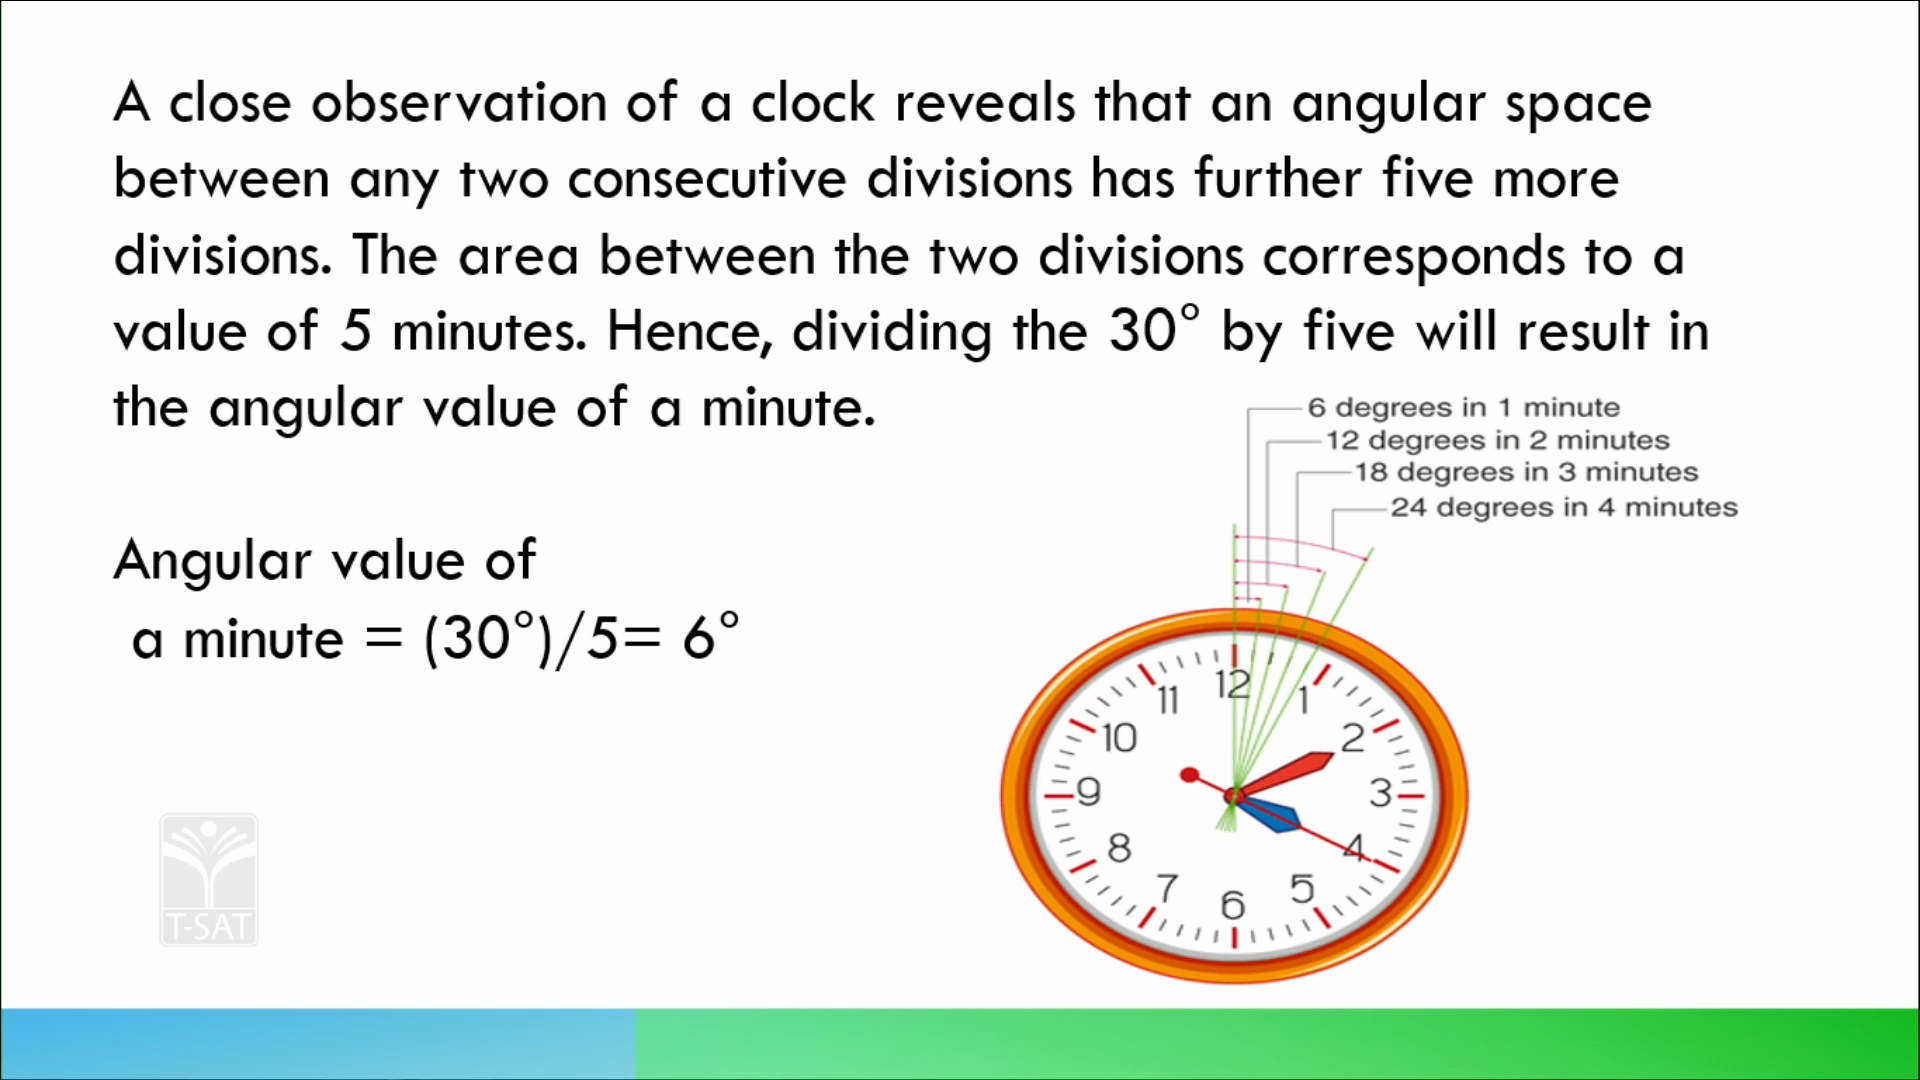 A close observation of a clock reveals that an angular space
between any two consecutive divisions has further five more
divisions. The area between the two divisions corresponds to a
value of 5 minutes. Hence, dividing the 30° by five will result in
the angular value of a minute.
6 degrees in 1 minute
12 degrees in 2 minutes
18 degrees in 3 minutes
24 degrees in 4 minutes
Angular value of
a minute = (30°)/5= 6°
12
1
2
3
4
5
6
7
8
9
10
11
T-SAT